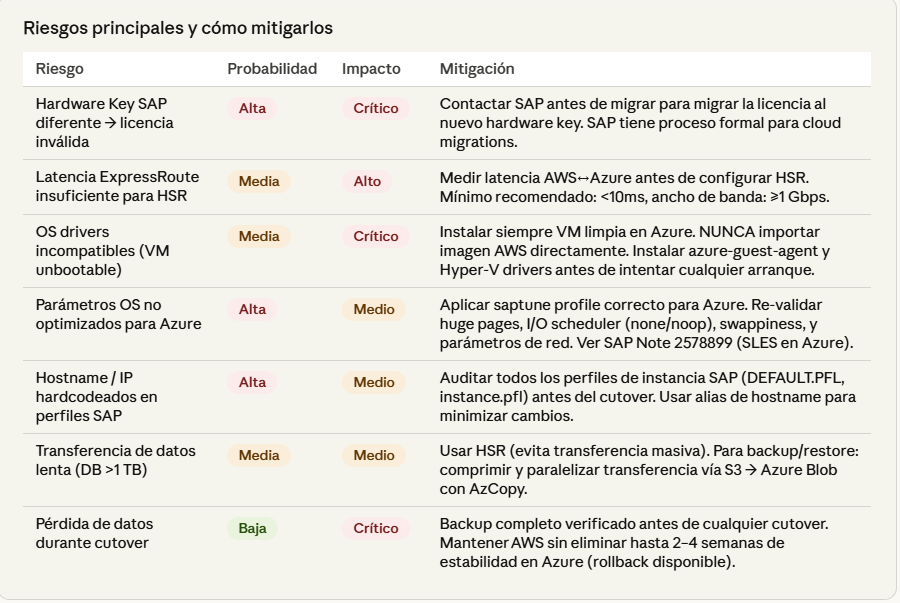 Riesgos principales y cómo mitigarlos
Riesgo Probabilidad Impacto Mitigación
Hardware Key SAP
diferente → licencia
inválida
Alta
Crítico
Contactar SAP antes de migrar para migrar la licencia al
nuevo hardware key. SAP tiene proceso formal para cloud
migrations.
Latencia ExpressRoute
insuficiente para HSR
Media
Alto
Medir latencia AWS↔Azure antes de configurar HSR.
Mínimo recomendado: <10ms, ancho de banda: ≥1 Gbps.
OS drivers
incompatibles (VM
unbootable)
Media
Crítico
Instalar siempre VM limpia en Azure. NUNCA importar
imagen AWS directamente. Instalar azure-guest-agent y
Hyper-V drivers antes de intentar cualquier arranque.
Parámetros OS no
optimizados para Azure
Alta
Medio
Aplicar saptune profile correcto para Azure. Re-validar
huge pages, I/O scheduler (none/noop), swappiness, y
parámetros de red. Ver SAP Note 2578899 (SLES en Azure).
Hostname / IP
hardcodeados en
perfiles SAP
Alta
Medio
Auditar todos los perfiles de instancia SAP (DEFAULT.PFL,
instance.pfl) antes del cutover. Usar alias de hostname para
minimizar cambios.
Transferencia de datos
lenta (DB >1 TB)
Media
Medio
Usar HSR (evita transferencia masiva). Para backup/restore:
comprimir y paralelizar transferencia vía S3 → Azure Blob
con AzCopy.
Pérdida de datos
durante cutover
Baja
Crítico
Backup completo verificado antes de cualquier cutover.
Mantener AWS sin eliminar hasta 2–4 semanas de
estabilidad en Azure (rollback disponible).